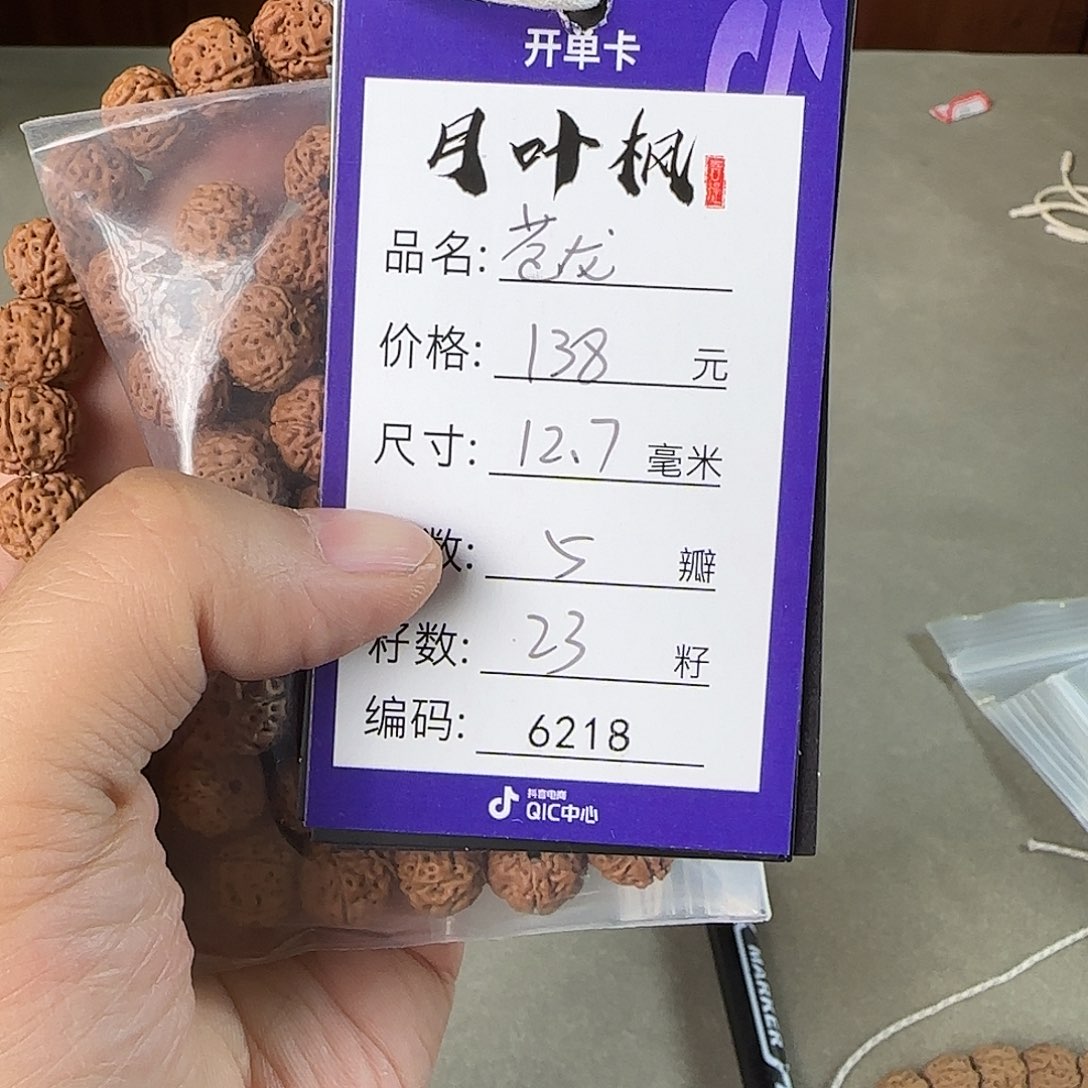 开单卡
月叶枫
品名: 苍龙
价格: 138 元
尺寸: 12.7 毫米
数: 5 瓣
籽数: 23 籽
编码: 6218
抖音电商
QIC中心
MARKER